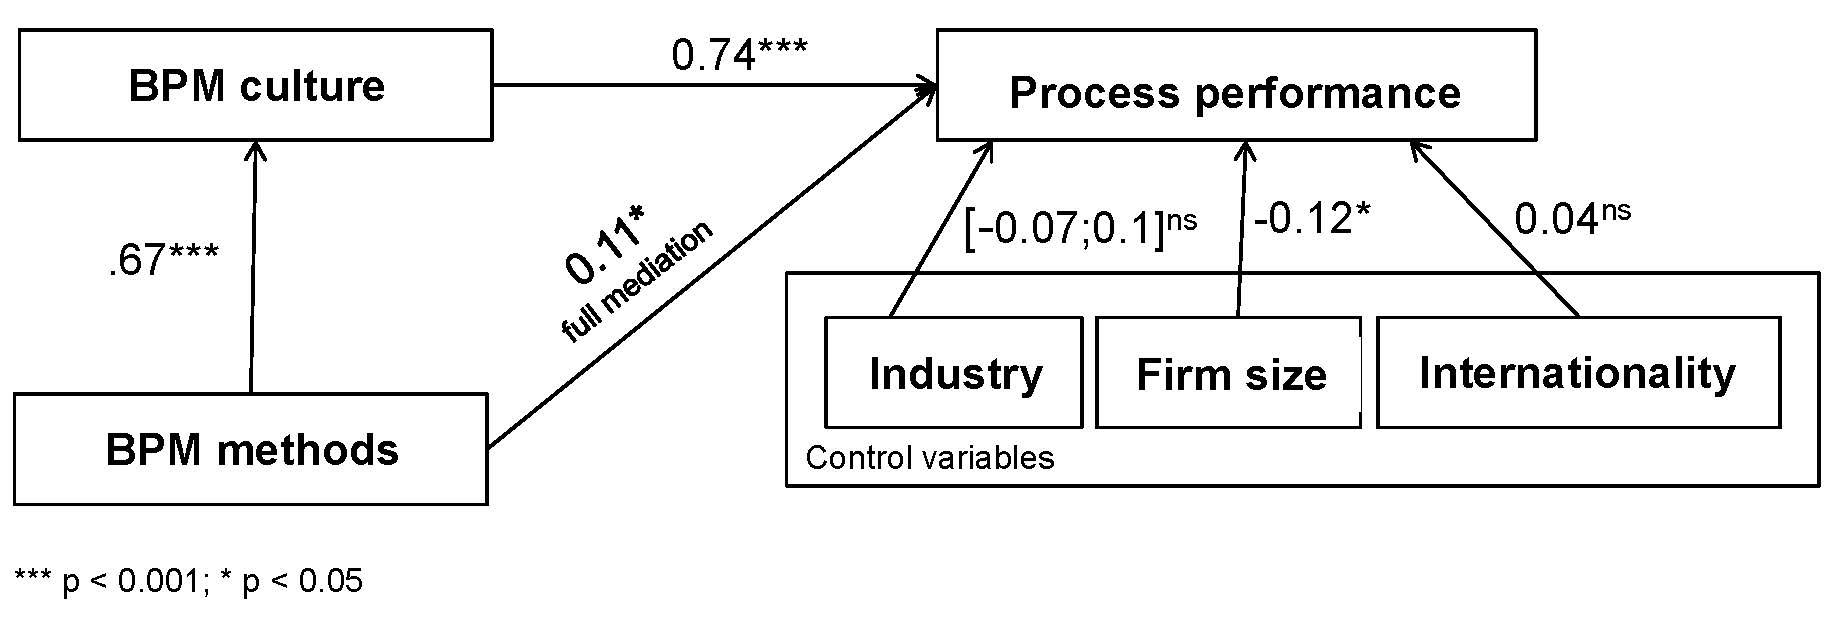 BPM culture
0.74***
Process performance
.67***
0.11*
full mediation
[-0.07;0.1]ns
-0.12*
0.04ns
BPM methods
Industry
Firm size
Internationality
Control variables
*** p < 0.001; * p < 0.05